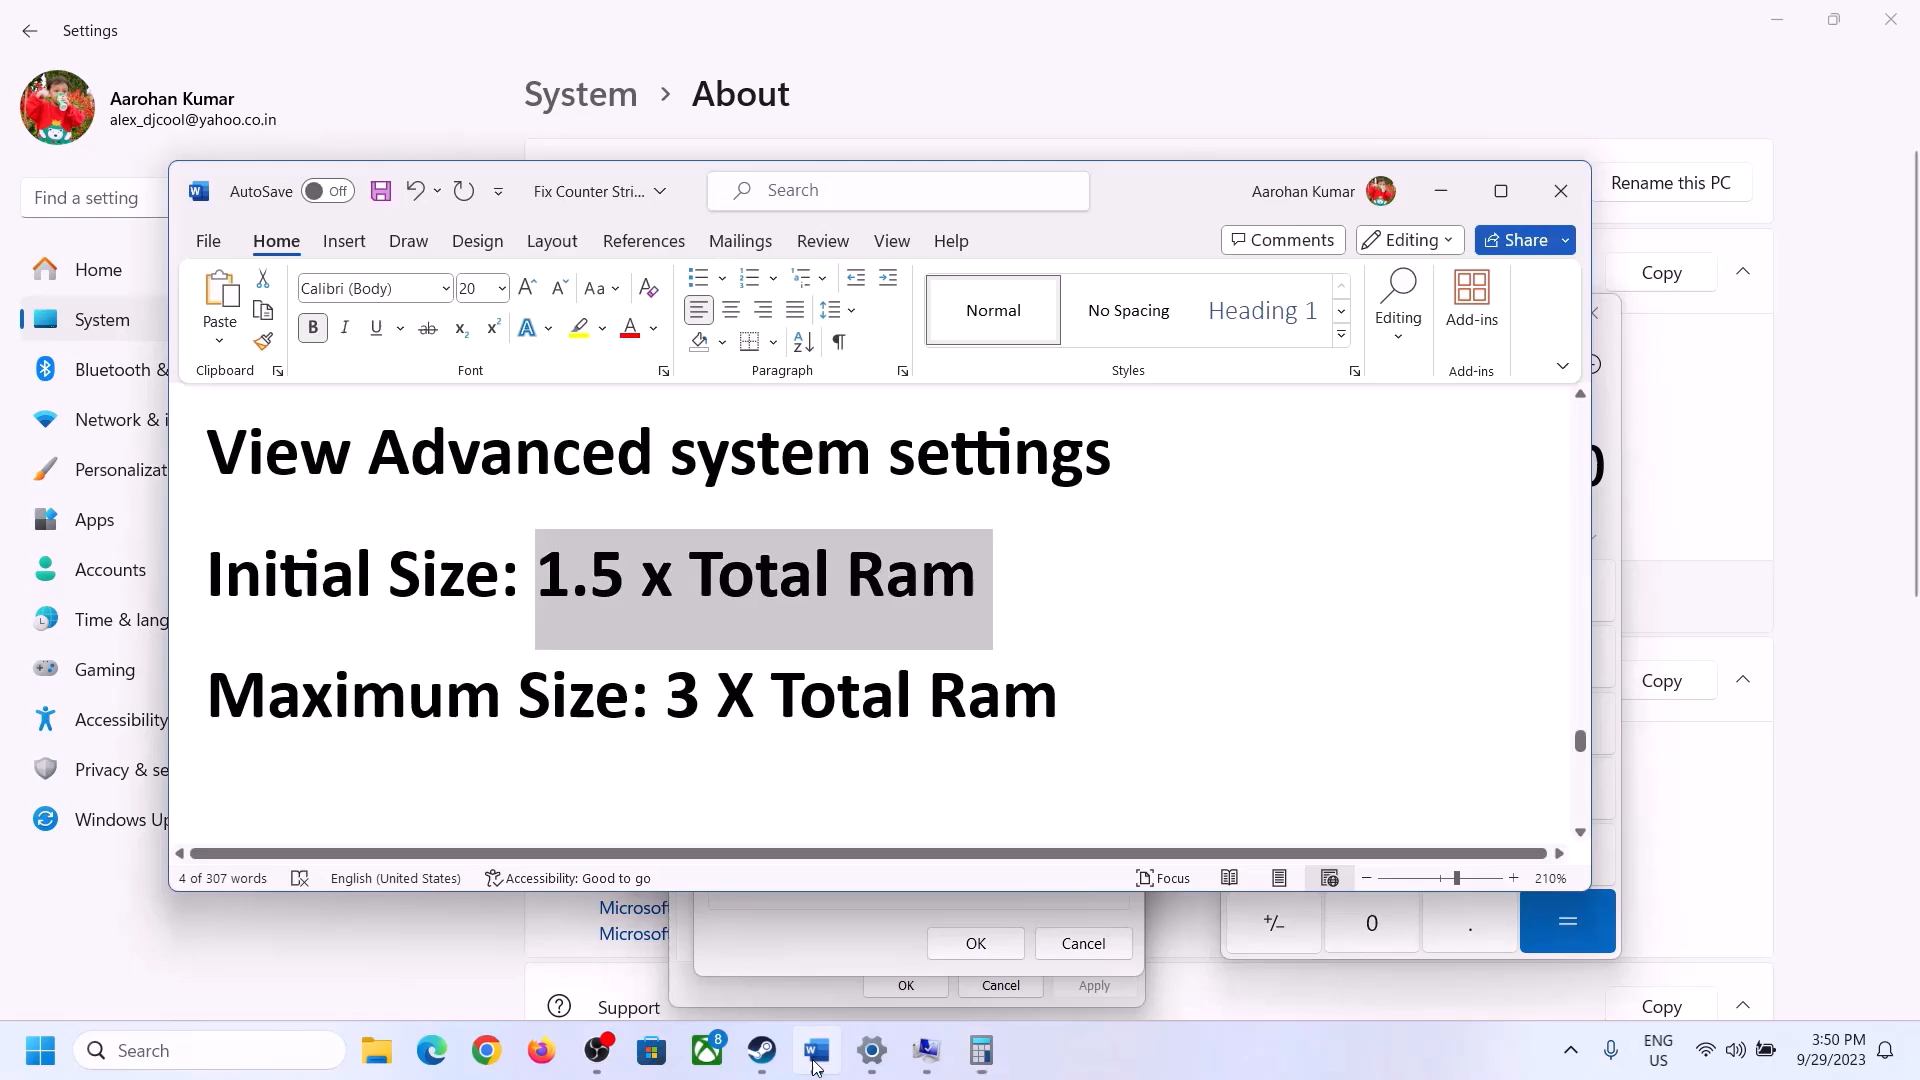 Settings
Aarohan Kumar
alex_djcool@yahoo.co.in
System > About
Find a setting
Rename this PC
Home
System
Bluetooth &
Network & i
Personalizat
Apps
Accounts
Time & lang
Gaming
Accessibility
Privacy & se
Windows Up
AutoSave Off
Fix Counter Stri...
Search
Aarohan Kumar
File Home Insert Draw Design Layout References Mailings Review View Help
Comments Editing Share
Copy
Paste
Calibri (Body) 20
Aa
Normal
No Spacing
Heading 1
Editing
Add-ins
Clipboard
Font
Paragraph
Styles
Add-ins
View Advanced system settings
Initial Size: 1.5 x Total Ram
Maximum Size: 3 X Total Ram
Copy
4 of 307 words
English (United States)
Accessibility: Good to go
Focus
210%
Microsof
Microsof
OK Cancel
OK Cancel Apply
+/- 0 . =
Support
Copy
Search
8
ENG
US
3:50 PM
9/29/2023